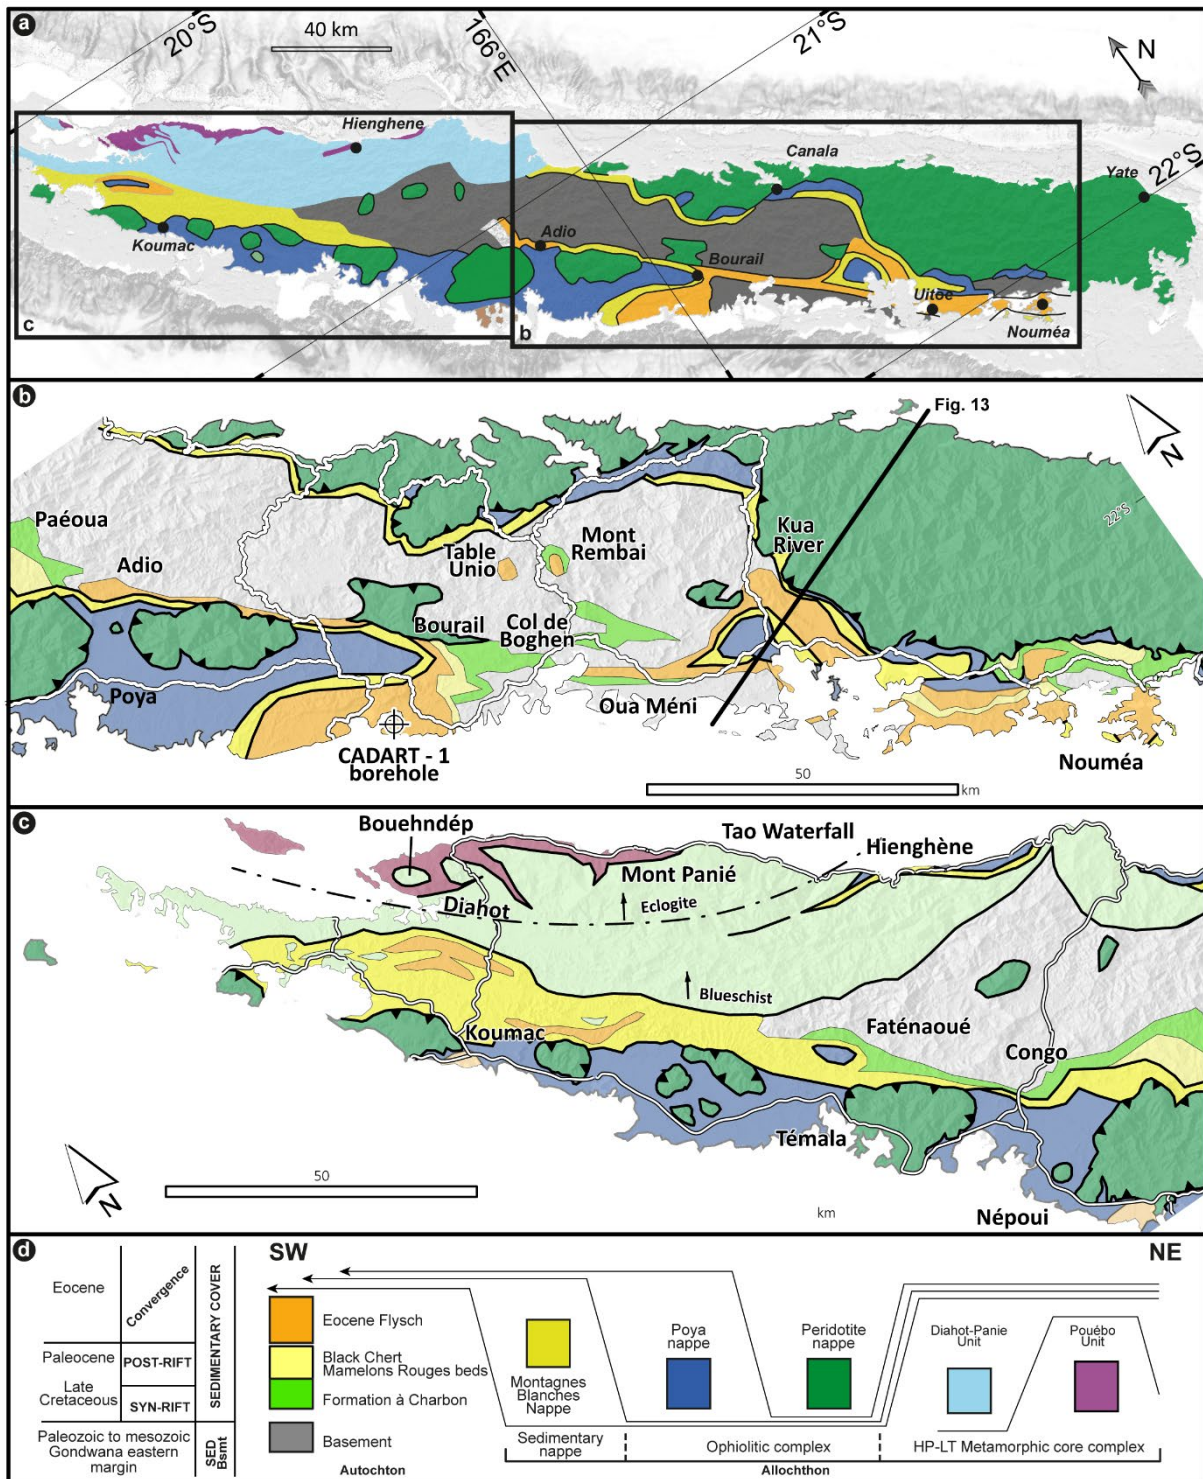 a
40 km
20°S
166°E
21°S
N
Hienghene
Canala
Yate
22°S
Koumac
Adio
Bourail
Uitoe
Nouméa
c
b
b
Fig. 13
N
22°S
Paéoua
Adio
Table
Unio
Mont
Rembai
Kua
River
Bourail
Col de
Boghen
Poya
Oua Méni
CADART - 1
borehole
Nouméa
50
km
c
Bouehndép
Tao Waterfall
Hienghène
Mont Panié
Diahot
Eclogite
Blueschist
Koumac
Faténaoué
Congo
Témala
N
50
km
Népoui
d
SW
NE
Eocene
Convergence
SEDIMENTARY COVER
Paleocene
POST-RIFT
Late
Cretaceous
SYN-RIFT
Paleozoic to mesozoic
Gondwana eastern
margin
SED
Bsmt
Eocene Flysch
Black Chert
Mamelons Rouges beds
Formation à Charbon
Basement
Autochton
Montagnes
Blanches
Nappe
Poya
nappe
Peridotite
nappe
Diahot-Panie
Unit
Pouébo
Unit
Sedimentary
nappe
Ophiolitic complex
HP-LT Metamorphic core complex
Allochthon